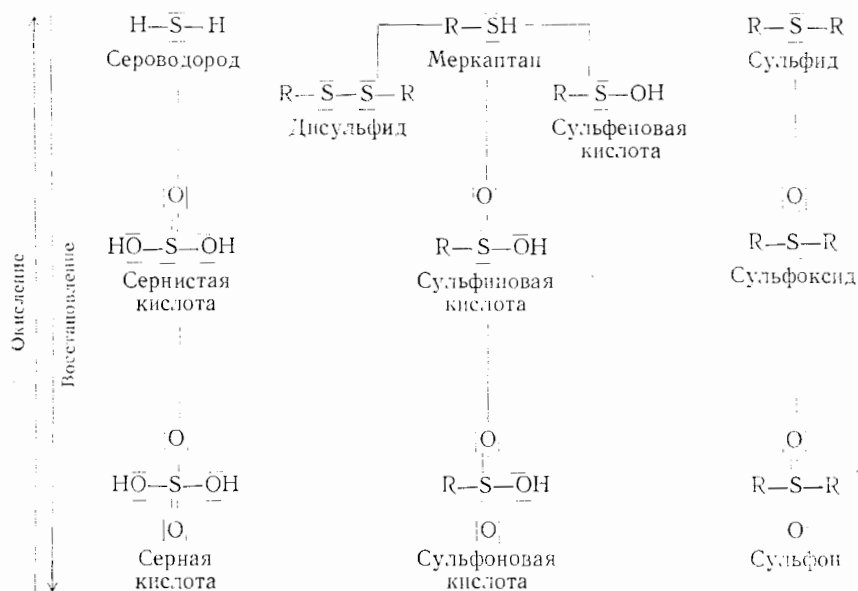 H—S—H R—SH R—S—R
Сероводород Меркаптан Сульфид
R—S—S—R R—S—OH
Дисульфид Сульфеновая
кислота
O O O
HO—S—OH R—S—OH R—S—R
Сернистая Сульфиновая Сульфоксид
кислота кислота
Окисление
Восстановление
O O O
HO—S—OH R—S—OH R—S—R
O O O
Серная Сульфоновая Сульфон
кислота кислота